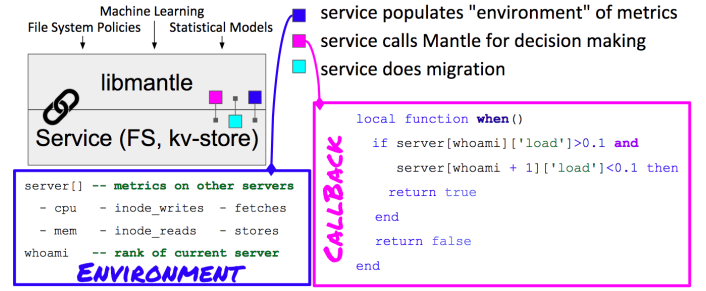 Machine Learning
File System Policies
Statistical Models
libmantle
Service (FS, kv-store)
service populates "environment" of metrics
service calls Mantle for decision making
service does migration
server[] -- metrics on other servers
- cpu - inode_writes - fetches
- mem - inode_reads - stores
whoami -- rank of current server
ENVIRONMENT
CALLBACK
local function when()
if server[whoami]['load']>0.1 and
server[whoami + 1]['load']<0.1 then
return true
end
return false
end